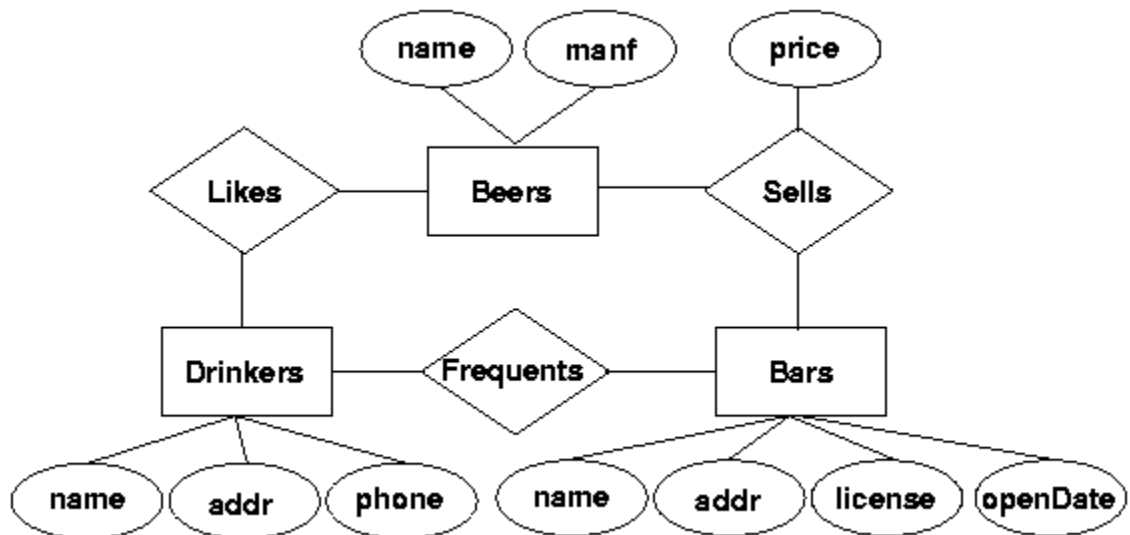 name manf price
Likes Beers Sells
Drinkers Frequents Bars
name addr phone name addr license openDate